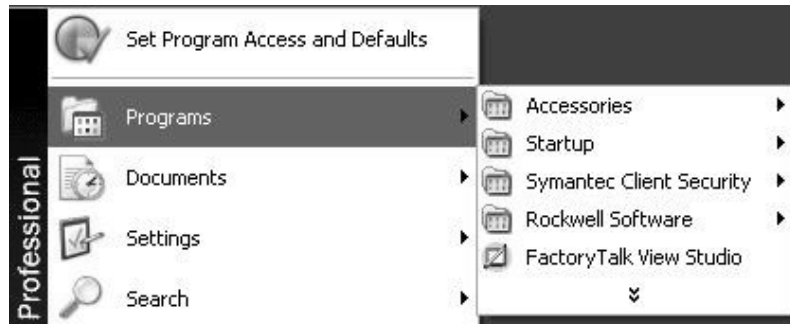 Professional
Set Program Access and Defaults
Programs
Documents
Settings
Search
Accessories
Startup
Symantec Client Security
Rockwell Software
FactoryTalk View Studio